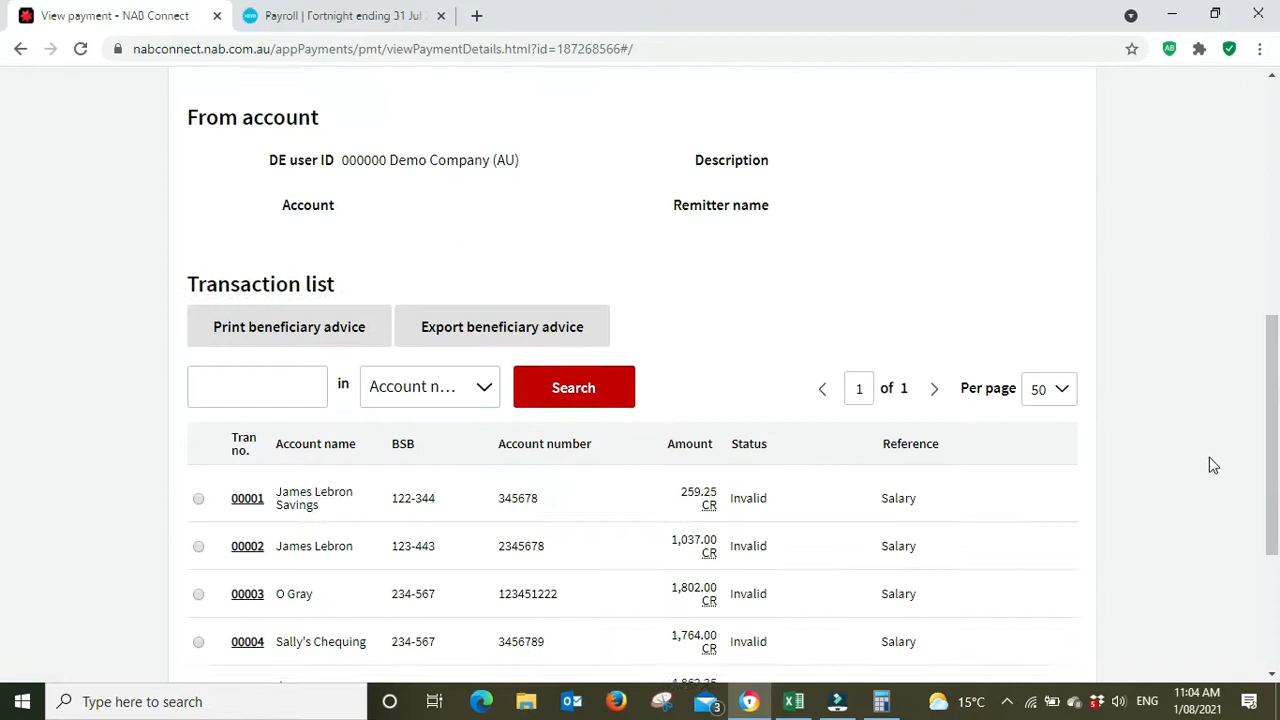 View payment - NAB Connect
Payroll | Fortnight ending 31 Jul 2
nabconnect.nab.com.au/appPayments/pmt/viewPaymentDetails.html?id=187268566#/
From account
DE user ID 000000 Demo Company (AU) Description
Account Remitter name
Transaction list
Print beneficiary advice Export beneficiary advice
in Account n... Search 1 of 1 Per page 50
Tran no. Account name BSB Account number Amount Status Reference
00001 James Lebron Savings 122-344 345678 259.25 CR Invalid Salary
00002 James Lebron 123-443 2345678 1,037.00 CR Invalid Salary
00003 O Gray 234-567 123451222 1,802.00 CR Invalid Salary
00004 Sally's Chequing 234-567 3456789 1,764.00 CR Invalid Salary
Type here to search
3
15°C
ENG
11:04 AM
1/08/2021